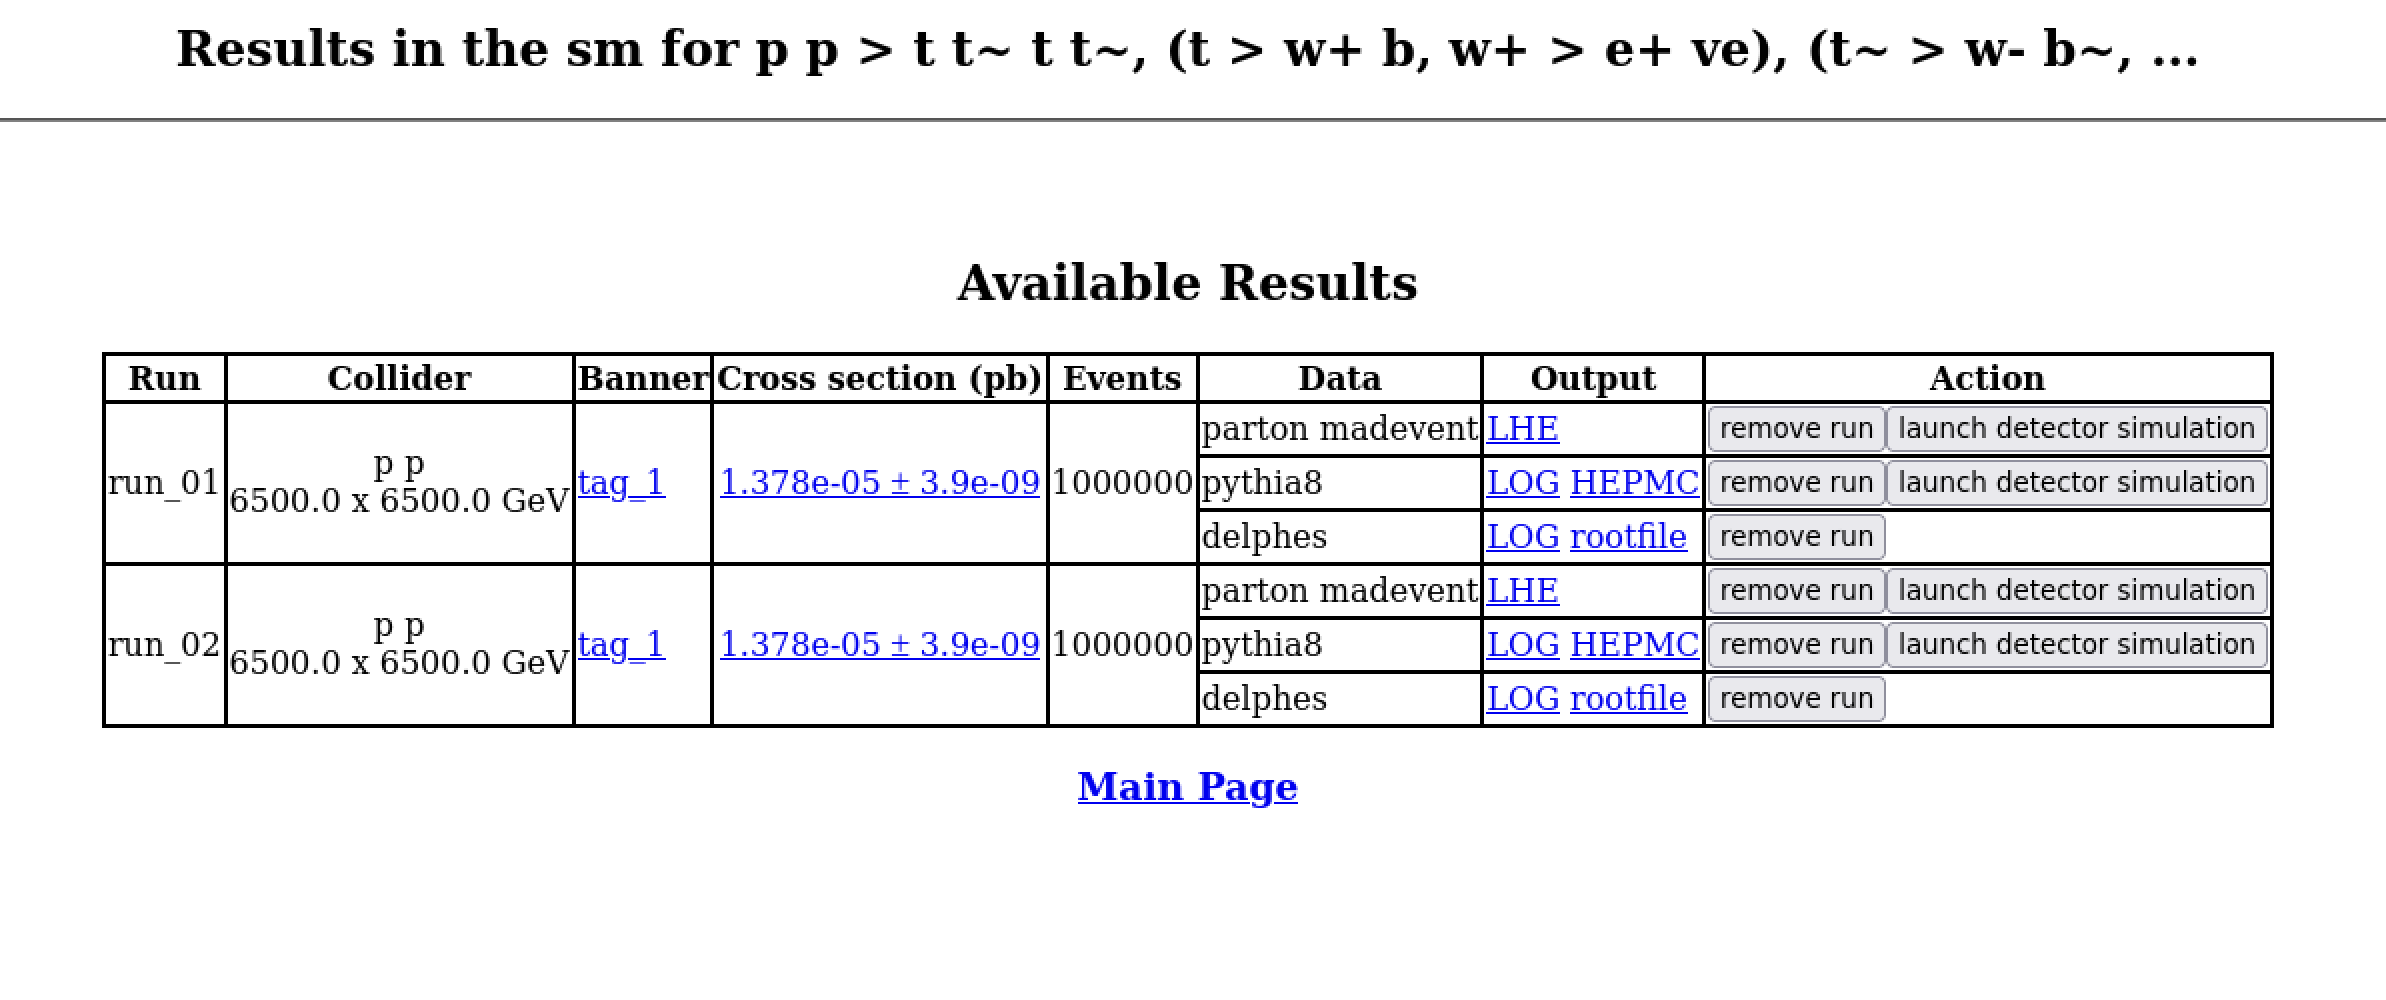 Results in the sm for p p > t t~ t t~, (t > w+ b, w+ > e+ ve), (t~ > w- b~, ...
Available Results
Run Collider Banner Cross section (pb) Events Data Output Action
run_01 p p
6500.0 x 6500.0 GeV tag_1 1.378e-05 ± 3.9e-09 1000000 parton madevent LHE remove run launch detector simulation
pythia8 LOG HEPMC remove run launch detector simulation
delphes LOG rootfile remove run
run_02 p p
6500.0 x 6500.0 GeV tag_1 1.378e-05 ± 3.9e-09 1000000 parton madevent LHE remove run launch detector simulation
pythia8 LOG HEPMC remove run launch detector simulation
delphes LOG rootfile remove run
Main Page